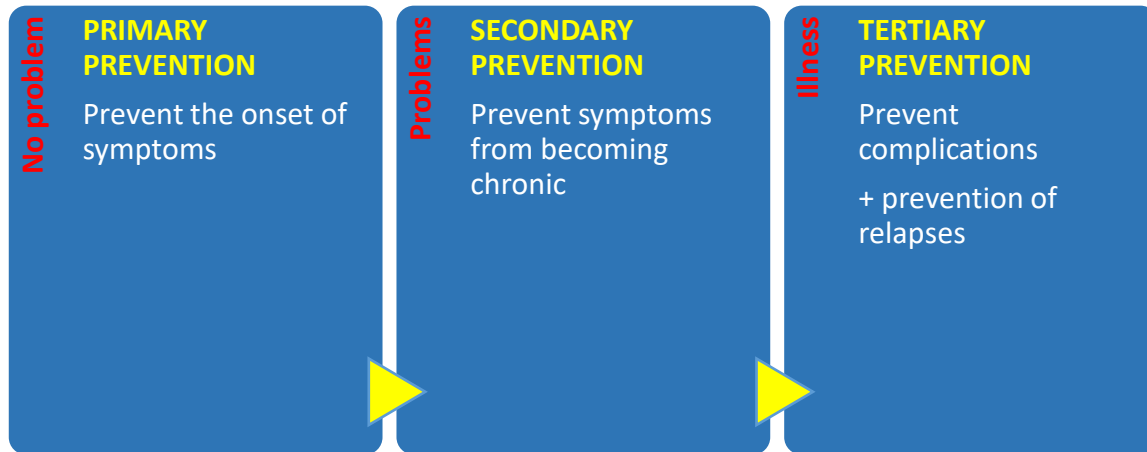 No problem
PRIMARY
PREVENTION
Prevent the onset of
symptoms
Problems
SECONDARY
PREVENTION
Prevent symptoms
from becoming
chronic
Illness
TERTIARY
PREVENTION
Prevent
complications
+ prevention of
relapses